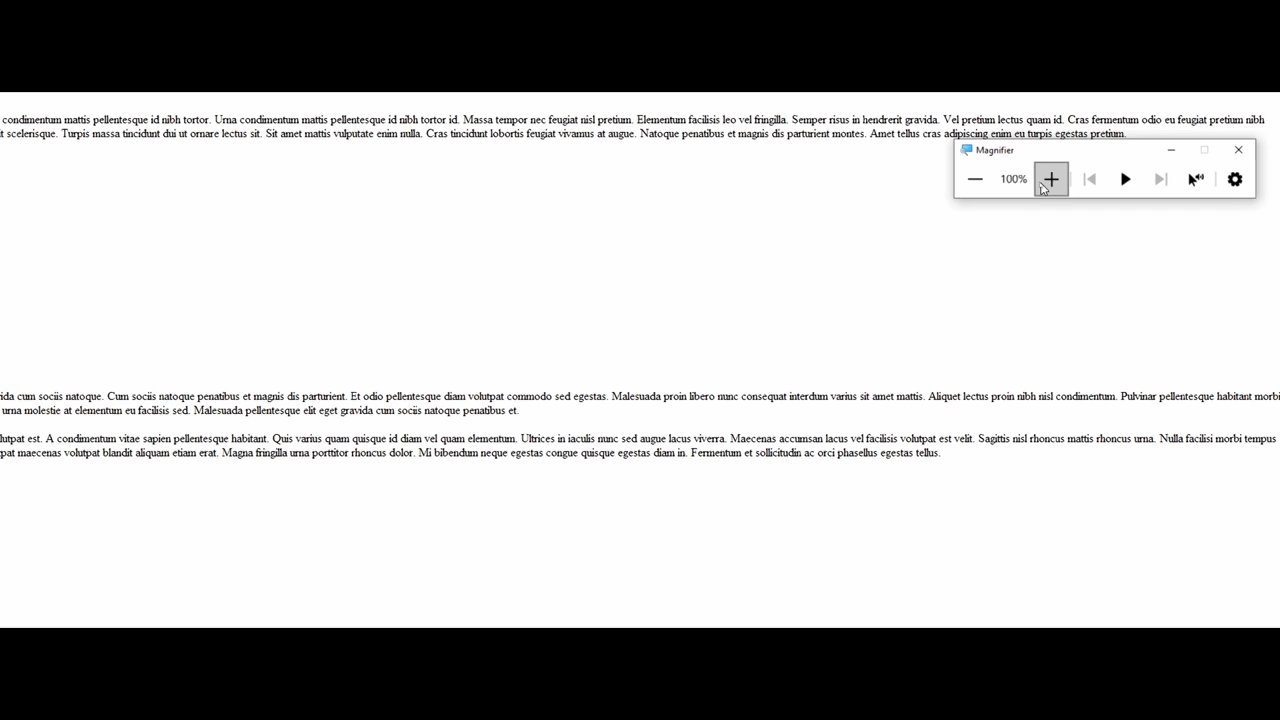 condimentum mattis pellentesque id nibh tortor. Urna condimentum mattis pellentesque id nibh tortor id. Massa tempor nec feugiat nisl pretium. Elementum facilisis leo vel fringilla. Semper risus in hendrerit gravida. Vel pretium lectus quam id. Cras fermentum odio eu feugiat pretium nibh
it scelerisque. Turpis massa tincidunt dui ut ornare lectus sit. Sit amet mattis vulputate enim nulla. Cras tincidunt lobortis feugiat vivamus at augue. Natoque penatibus et magnis dis parturient montes. Amet tellus cras adipiscing enim eu turpis egestas pretium.
Magnifier
100%
ida cum sociis natoque. Cum sociis natoque penatibus et magnis dis parturient. Et odio pellentesque diam volutpat commodo sed egestas. Malesuada proin libero nunc consequat interdum varius sit amet mattis. Aliquet lectus proin nibh nisl condimentum. Pulvinar pellentesque habitant morbi
urna molestie at elementum eu facilisis sed. Malesuada pellentesque elit eget gravida cum sociis natoque penatibus et.
lutpat est. A condimentum vitae sapien pellentesque habitant. Quis varius quam quisque id diam vel quam elementum. Ultrices in iaculis nunc sed augue lacus viverra. Maecenas accumsan lacus vel facilisis volutpat est velit. Sagittis nisl rhoncus mattis rhoncus urna. Nulla facilisi morbi tempus
pat maecenas volutpat blandit aliquam etiam erat. Magna fringilla urna porttitor rhoncus dolor. Mi bibendum neque egestas congue quisque egestas diam in. Fermentum et sollicitudin ac orci phasellus egestas tellus.